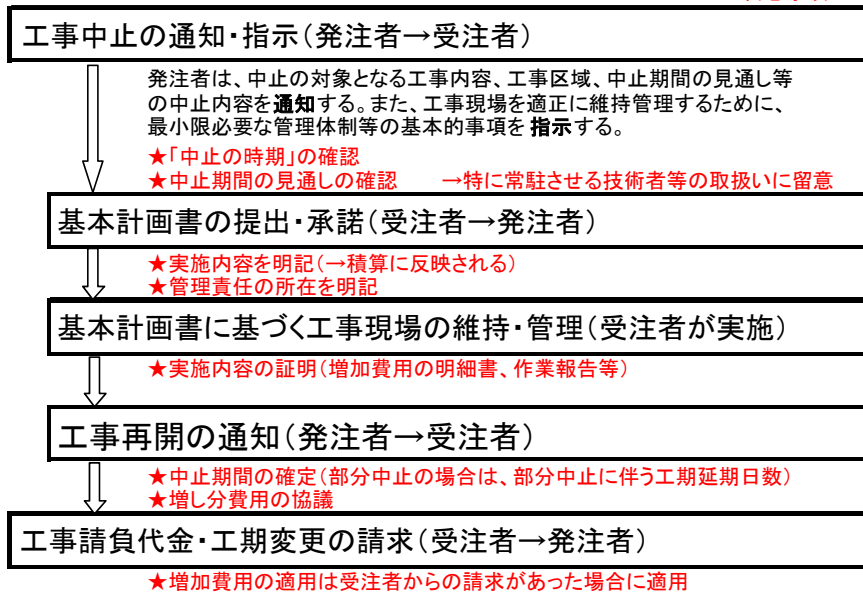 工事中止の通知・指示(発注者→受注者)
発注者は、中止の対象となる工事内容、工事区域、中止期間の見通し等
の中止内容を通知する。また、工事現場を適正に維持管理するために、
最小限必要な管理体制等の基本的事項を指示する。
★「中止の時期」の確認
★中止期間の見通しの確認 →特に常駐させる技術者等の取扱いに留意
基本計画書の提出・承諾(受注者→発注者)
★実施内容を明記(→積算に反映される)
★管理責任の所在を明記
基本計画書に基づく工事現場の維持・管理(受注者が実施)
★実施内容の証明(増加費用の明細書、作業報告等)
工事再開の通知(発注者→受注者)
★中止期間の確定(部分中止の場合は、部分中止に伴う工期延期日数)
★増し分費用の協議
工事請負代金・工期変更の請求(受注者→発注者)
★増加費用の適用は受注者からの請求があった場合に適用